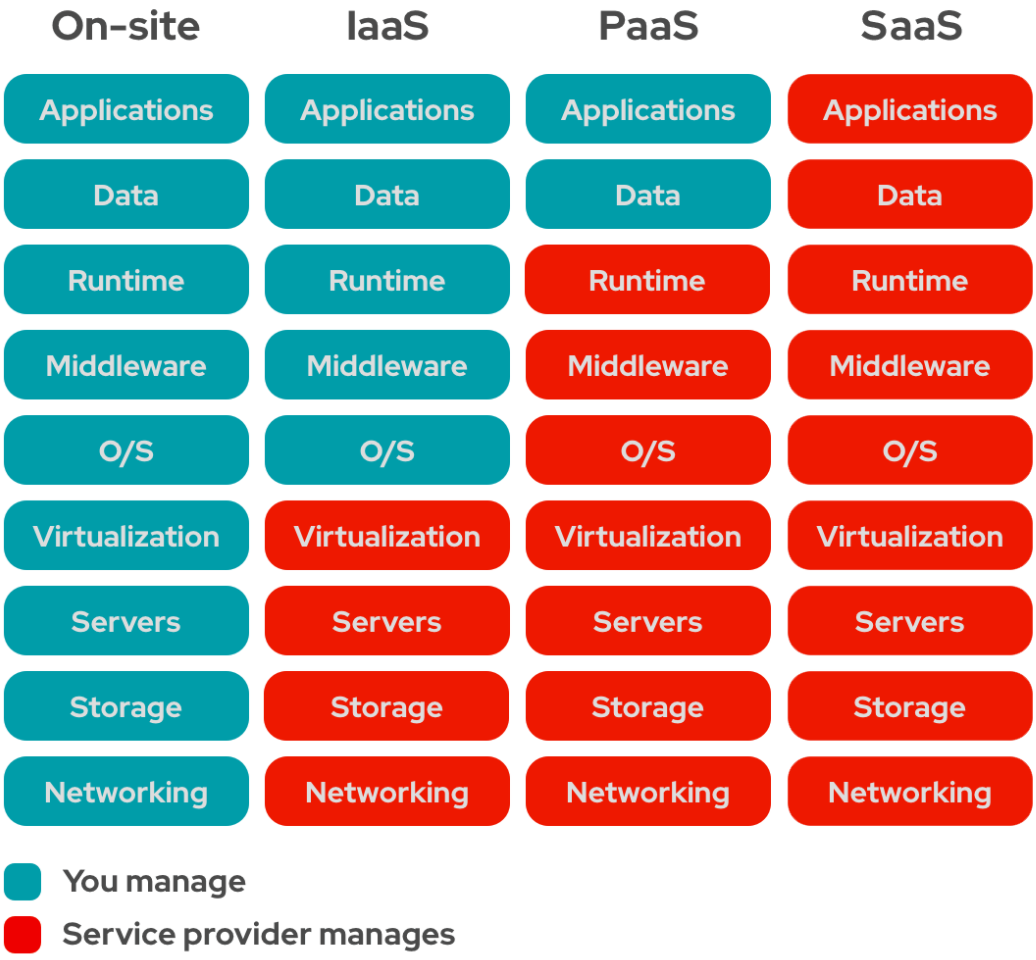 On-site IaaS PaaS SaaS
Applications Applications Applications Applications
Data Data Data Data
Runtime Runtime Runtime Runtime
Middleware Middleware Middleware Middleware
O/S O/S O/S O/S
Virtualization Virtualization Virtualization Virtualization
Servers Servers Servers Servers
Storage Storage Storage Storage
Networking Networking Networking Networking
You manage
Service provider manages